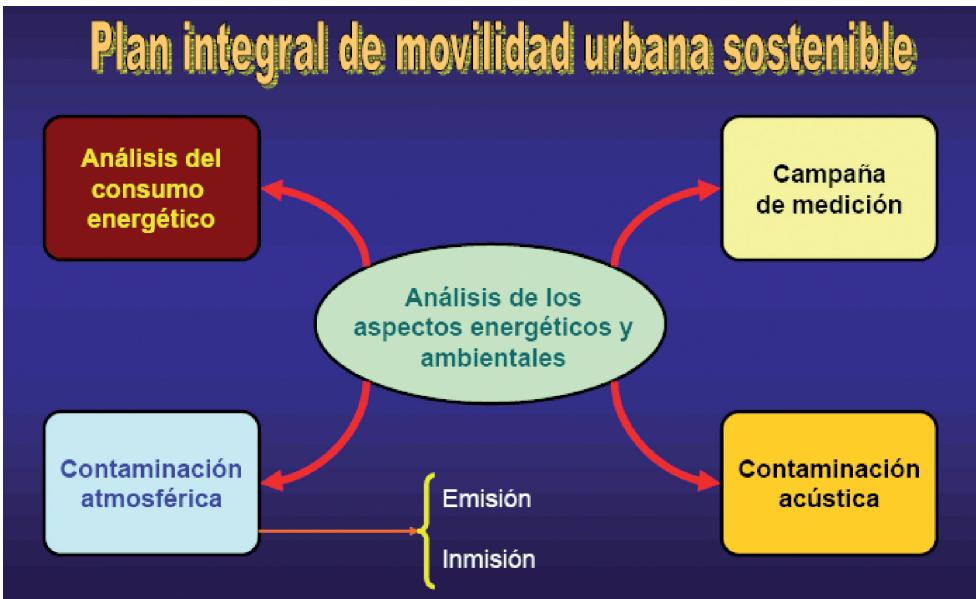 Plan integral de movilidad urbana sostenible
Análisis del
consumo
energético
Campaña
de medición
Análisis de los
aspectos energéticos y
ambientales
Contaminación
atmosférica
Emisión
Inmisión
Contaminación
acústica